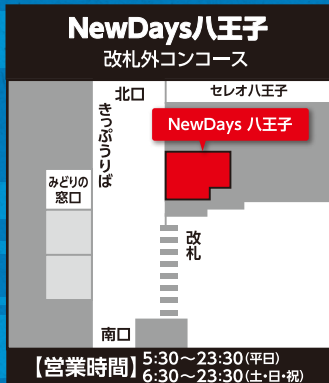 NewDays八王子
改札外コンコース
北口
セレオ八王子
きっぷうりば
NewDays 八王子
みどりの
窓口
改札
南口
【営業時間】5:30～23:30(平日)
6:30～23:30(土・日・祝)